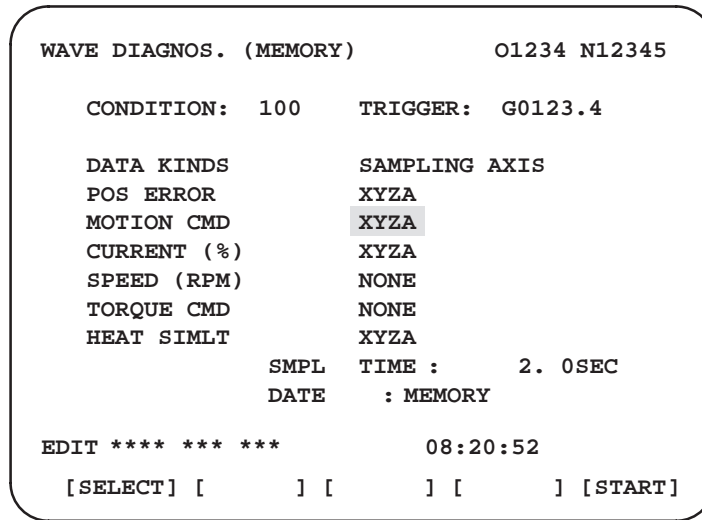 WAVE DIAGNOS. (MEMORY) O1234 N12345
CONDITION: 100 TRIGGER: G0123.4
DATA KINDS SAMPLING AXIS
POS ERROR XYZA
MOTION CMD XYZA
CURRENT (%) XYZA
SPEED (RPM) NONE
TORQUE CMD NONE
HEAT SIMLT XYZA
SMPL TIME : 2. 0SEC
DATE : MEMORY
EDIT **** *** *** 08:20:52
[SELECT] [ ] [ ] [ ] [START]